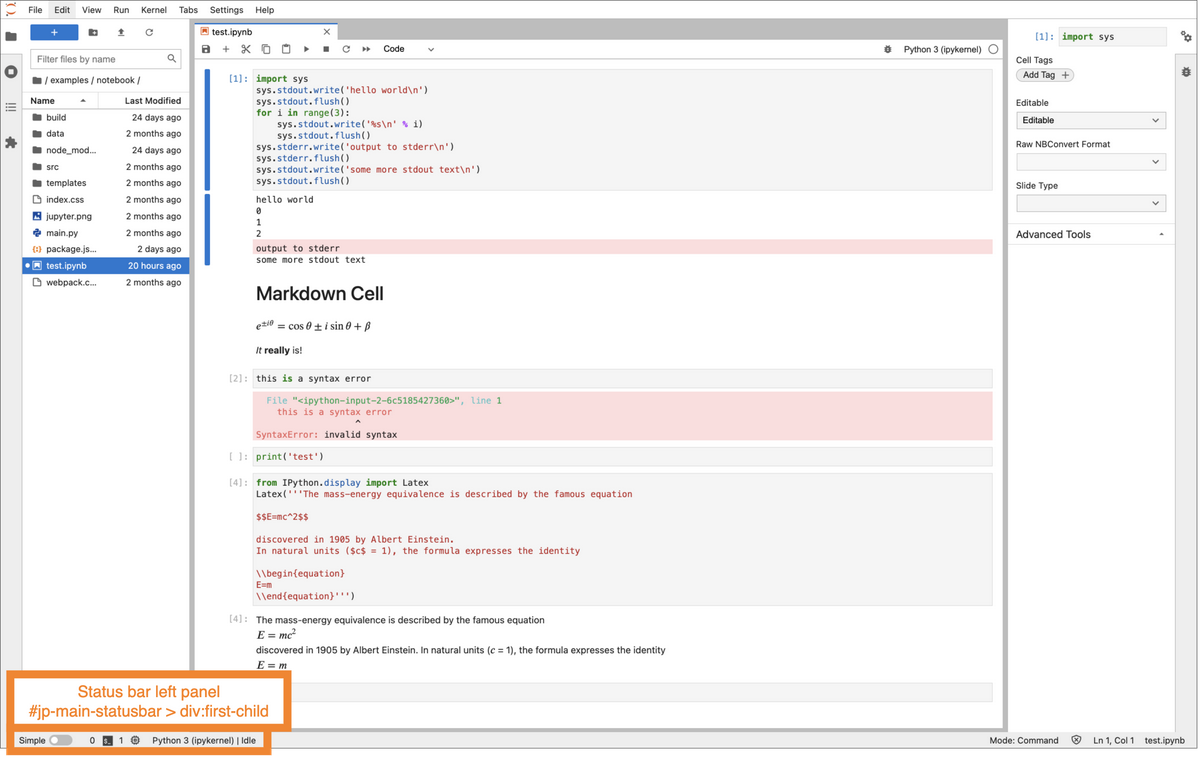 File Edit View Run Kernel Tabs Settings Help
+
Filter files by name
/ examples / notebook /
Name Last Modified
build 24 days ago
data 2 months ago
node_mod... 24 days ago
src 2 months ago
templates 2 months ago
index.css 2 months ago
jupyter.png 2 months ago
main.py 2 months ago
package.js... 2 days ago
test.ipynb 20 hours ago
webpack.c... 2 months ago
test.ipynb
Code
Python 3 (ipykernel)
[1]: import sys
sys.stdout.write('hello world\n')
sys.stdout.flush()
for i in range(3):
    sys.stdout.write('%s\n' % i)
    sys.stdout.flush()
sys.stderr.write('output to stderr\n')
sys.stderr.flush()
sys.stdout.write('some more stdout text\n')
sys.stdout.flush()
hello world
0
1
2
output to stderr
some more stdout text
Markdown Cell
e±iθ = cos θ ± i sin θ + β
It really is!
[2]: this is a syntax error
File "<ipython-input-2-6c5185427360>", line 1
this is a syntax error
^
SyntaxError: invalid syntax
[ ]: print('test')
[4]: from IPython.display import Latex
Latex('''The mass-energy equivalence is described by the famous equation
$$E=mc^2$$
discovered in 1905 by Albert Einstein.
In natural units ($c$ = 1), the formula expresses the identity
\\begin{equation}
E=m
\\end{equation}''')
[4]: The mass-energy equivalence is described by the famous equation
E = mc²
discovered in 1905 by Albert Einstein. In natural units (c = 1), the formula expresses the identity
E = m
[1]: import sys
Cell Tags
Add Tag +
Editable
Editable
Raw NBConvert Format
Slide Type
Advanced Tools
Status bar left panel
#jp-main-statusbar > div:first-child
Simple 0 1 Python 3 (ipykernel) | Idle
Mode: Command Ln 1, Col 1 test.ipynb